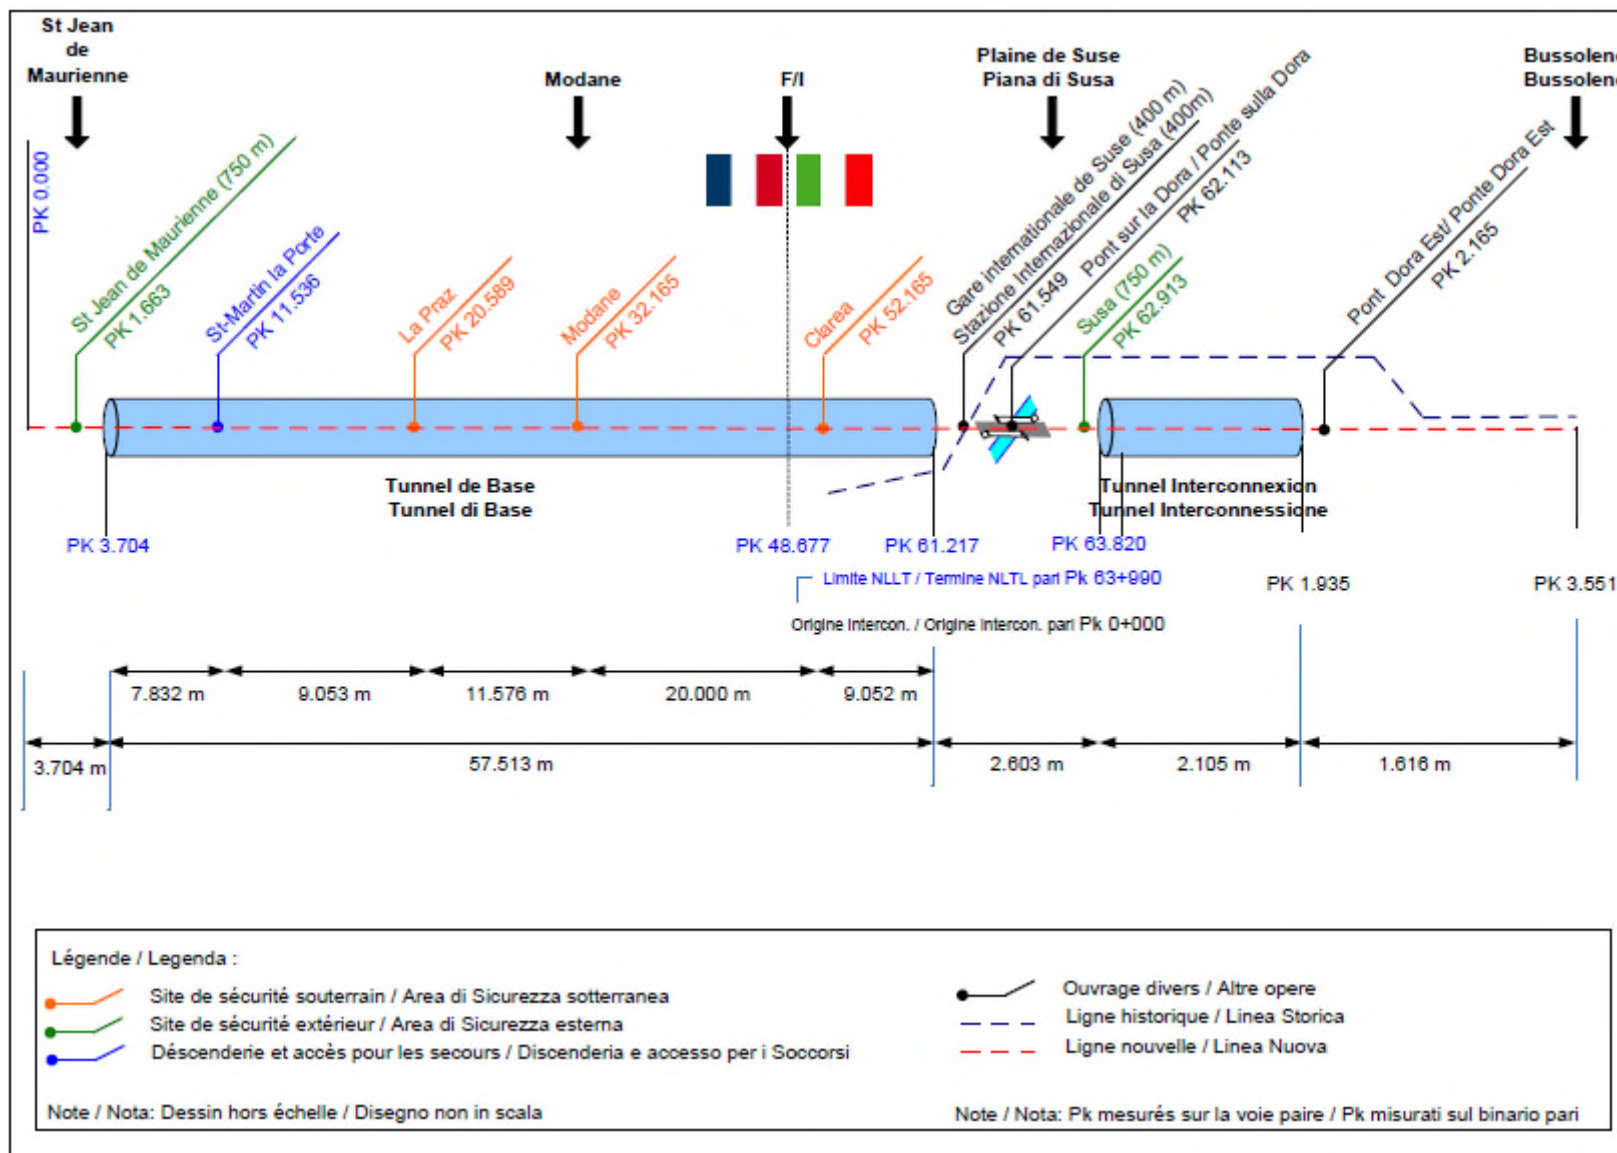 St Jean
de
Maurienne
Modane
F/I
Plaine de Suse
Piana di Susa
Bussolen
Bussolen
PK 0.000
St Jean de Maurienne (750 m)
PK 1.663
St-Martin la Porte
PK 11.536
La Praz
PK 20.589
Modane
PK 32.165
Clarea
PK 52.165
Gare internationale de Suse (400 m)
Stazione Internazionale di Susa (400m)
PK 61.549
Pont sur la Dora / Ponte sulla Dora
PK 62.113
Susa (750 m)
PK 62.913
Pont Dora Est/ Ponte Dora Est
PK 2.165
Tunnel de Base
Tunnel di Base
Tunnel Interconnexion
Tunnel Interconnessione
PK 3.704
PK 48.677
PK 61.217
PK 63.820
Limite NLLT / Termine NLTL pari Pk 63+990
PK 1.935
PK 3.551
Origine Intercon. / Origine Intercon. pari Pk 0+000
7.832 m
9.053 m
11.576 m
20.000 m
9.052 m
3.704 m
57.513 m
2.603 m
2.105 m
1.616 m
Légende / Legenda :
Site de sécurité souterrain / Area di Sicurezza sotterranea
Site de sécurité extérieur / Area di Sicurezza esterna
Déscenderie et accès pour les secours / Discenderia e accesso per i Soccorsi
Ouvrage divers / Altre opere
Ligne historique / Linea Storica
Ligne nouvelle / Linea Nuova
Note / Nota: Dessin hors échelle / Disegno non in scala
Note / Nota: Pk mesurés sur la voie paire / Pk misurati sul binario pari